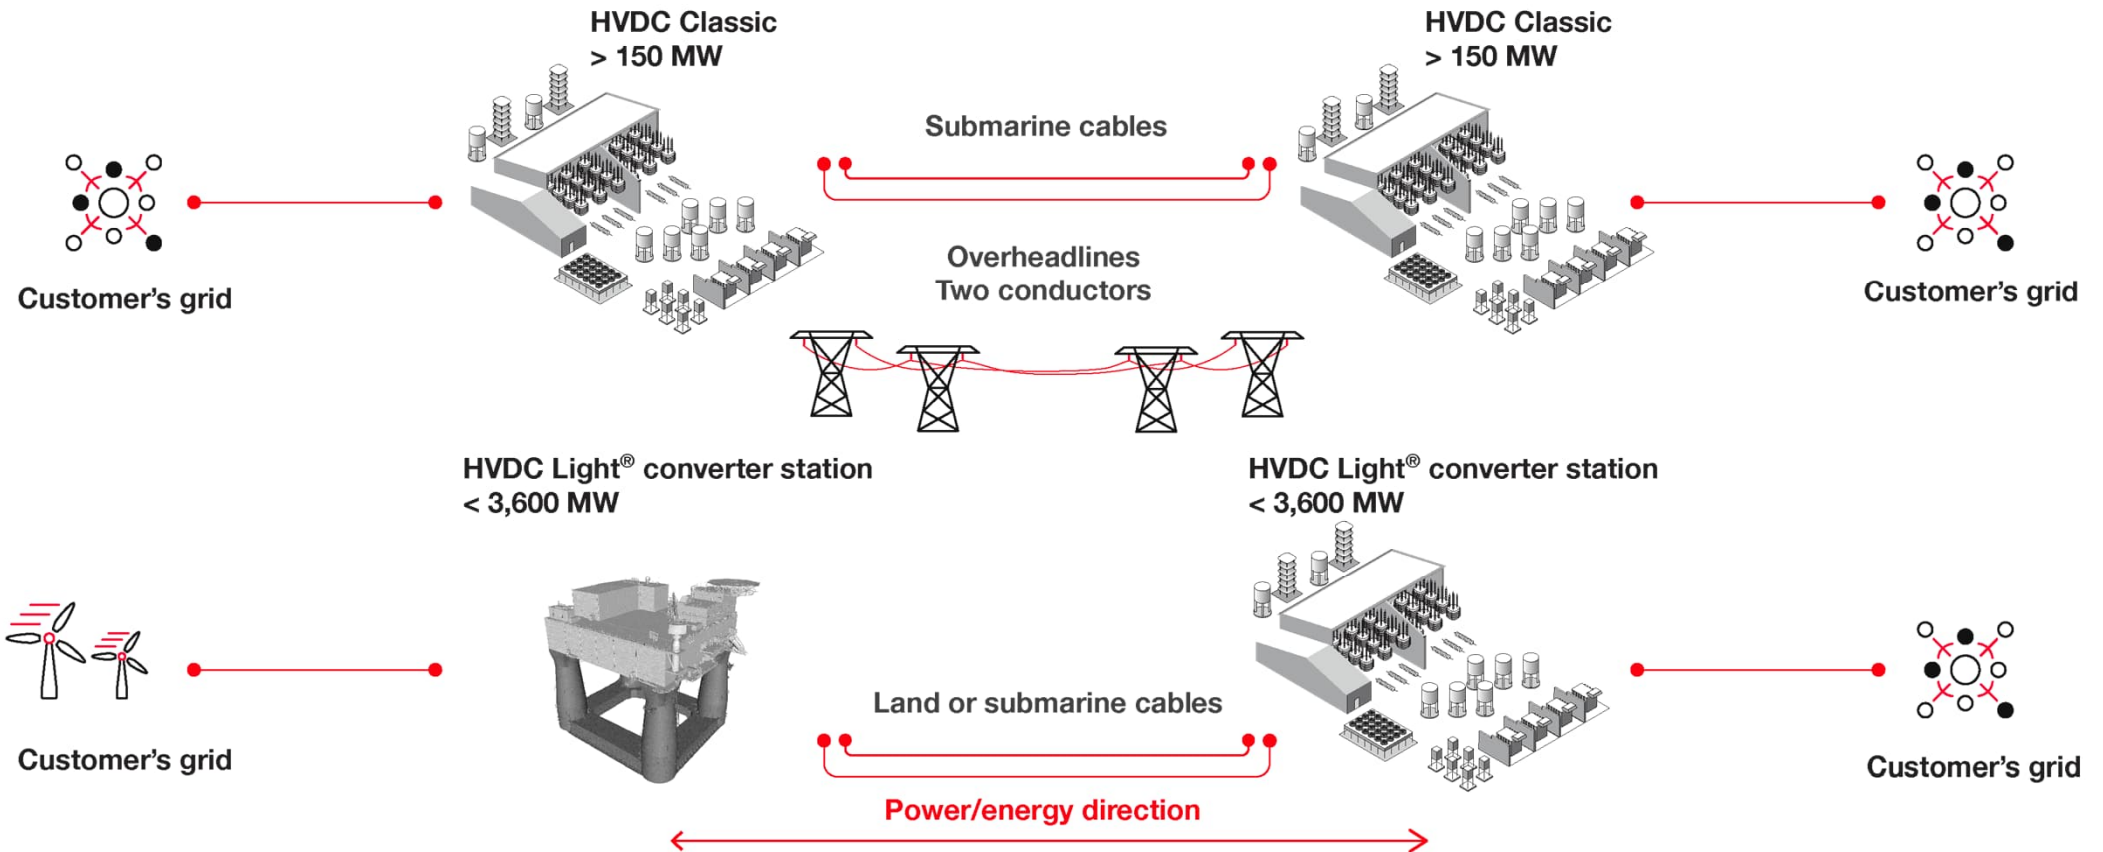 HVDC Classic
> 150 MW
HVDC Classic
> 150 MW
Submarine cables
Overheadlines
Two conductors
Customer’s grid
Customer’s grid
HVDC Light® converter station
< 3,600 MW
HVDC Light® converter station
< 3,600 MW
Land or submarine cables
Customer’s grid
Customer’s grid
Power/energy direction